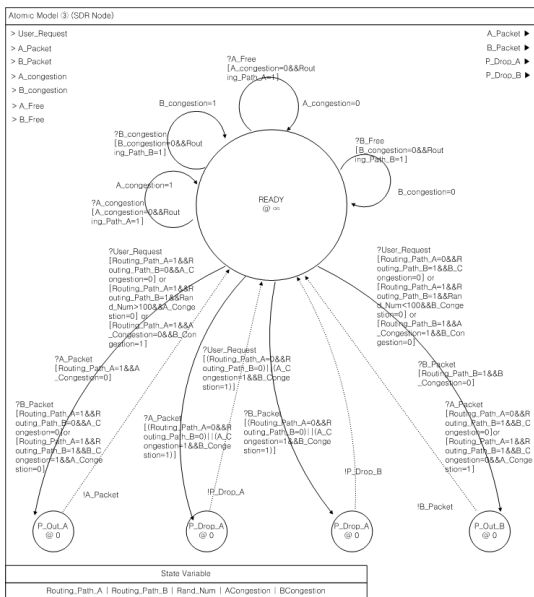 Atomic Model ③ (SDR Node)
> User_Request
> A_Packet
> B_Packet
> A_congestion
> B_congestion
> A_Free
> B_Free
A_Packet ▶
B_Packet ▶
P_Drop_A ▶
P_Drop_B ▶
?A_Free
[A_congestion=0&&Rout
ing_Path_A=1]
A_congestion=0
B_congestion=1
?B_congestion
[B_congestion=0&&Rout
ing_Path_B=1]
?B_Free
[B_congestion=0&&Rout
ing_Path_B=1]
B_congestion=0
A_congestion=1
?A_congestion
[A_congestion=0&&Rout
ing_Path_A=1]
READY
@ ∞
?User_Request
[Routing_Path_A=1&&R
outing_Path_B=0&&A_C
ongestion=0] or
[Routing_Path_A=1&&R
outing_Path_B=1&&Ran
d_Num>100&&A_Conge
stion=0] or
[Routing_Path_A=1&&A
_Congestion=0&&B_Con
gestion=1]
?User_Request
[Routing_Path_A=0&&R
outing_Path_B=1&&B_C
ongestion=0] or
[Routing_Path_A=1&&R
outing_Path_B=1&&Ran
d_Num<100&&B_Conge
stion=0] or
[Routing_Path_B=1&&A
_Congestion=1&&B_Con
gestion=0]
?A_Packet
[Routing_Path_A=1&&A
_Congestion=0]
?User_Request
[(Routing_Path_A=0&&R
outing_Path_B=0)||(A_C
ongestion=1&&B_Conge
stion=1)]
?B_Packet
[Routing_Path_B=1&&B
_Congestion=0]
?B_Packet
[Routing_Path_A=1&&R
outing_Path_B=0&&A_C
ongestion=0]or
[Routing_Path_A=1&&R
outing_Path_B=1&&B_C
ongestion=1&&A_Conge
stion=0]
?A_Packet
[(Routing_Path_A=0&&R
outing_Path_B=0)||(A_C
ongestion=1&&B_Conge
stion=1)]
?B_Packet
[(Routing_Path_A=0&&R
outing_Path_B=0)||(A_C
ongestion=1&&B_Conge
stion=1)]
?A_Packet
[Routing_Path_A=0&&R
outing_Path_B=1&&B_C
ongestion=0]or
[Routing_Path_A=1&&R
outing_Path_B=1&&B_C
ongestion=0&&A_Conge
stion=1]
!P_Drop_B
!A_Packet
!P_Drop_A
!B_Packet
P_Out_A
@ 0
P_Drop_A
@ 0
P_Drop_A
@ 0
P_Out_B
@ 0
State Variable
Routing_Path_A | Routing_Path_B | Rand_Num | ACongestion | BCongestion